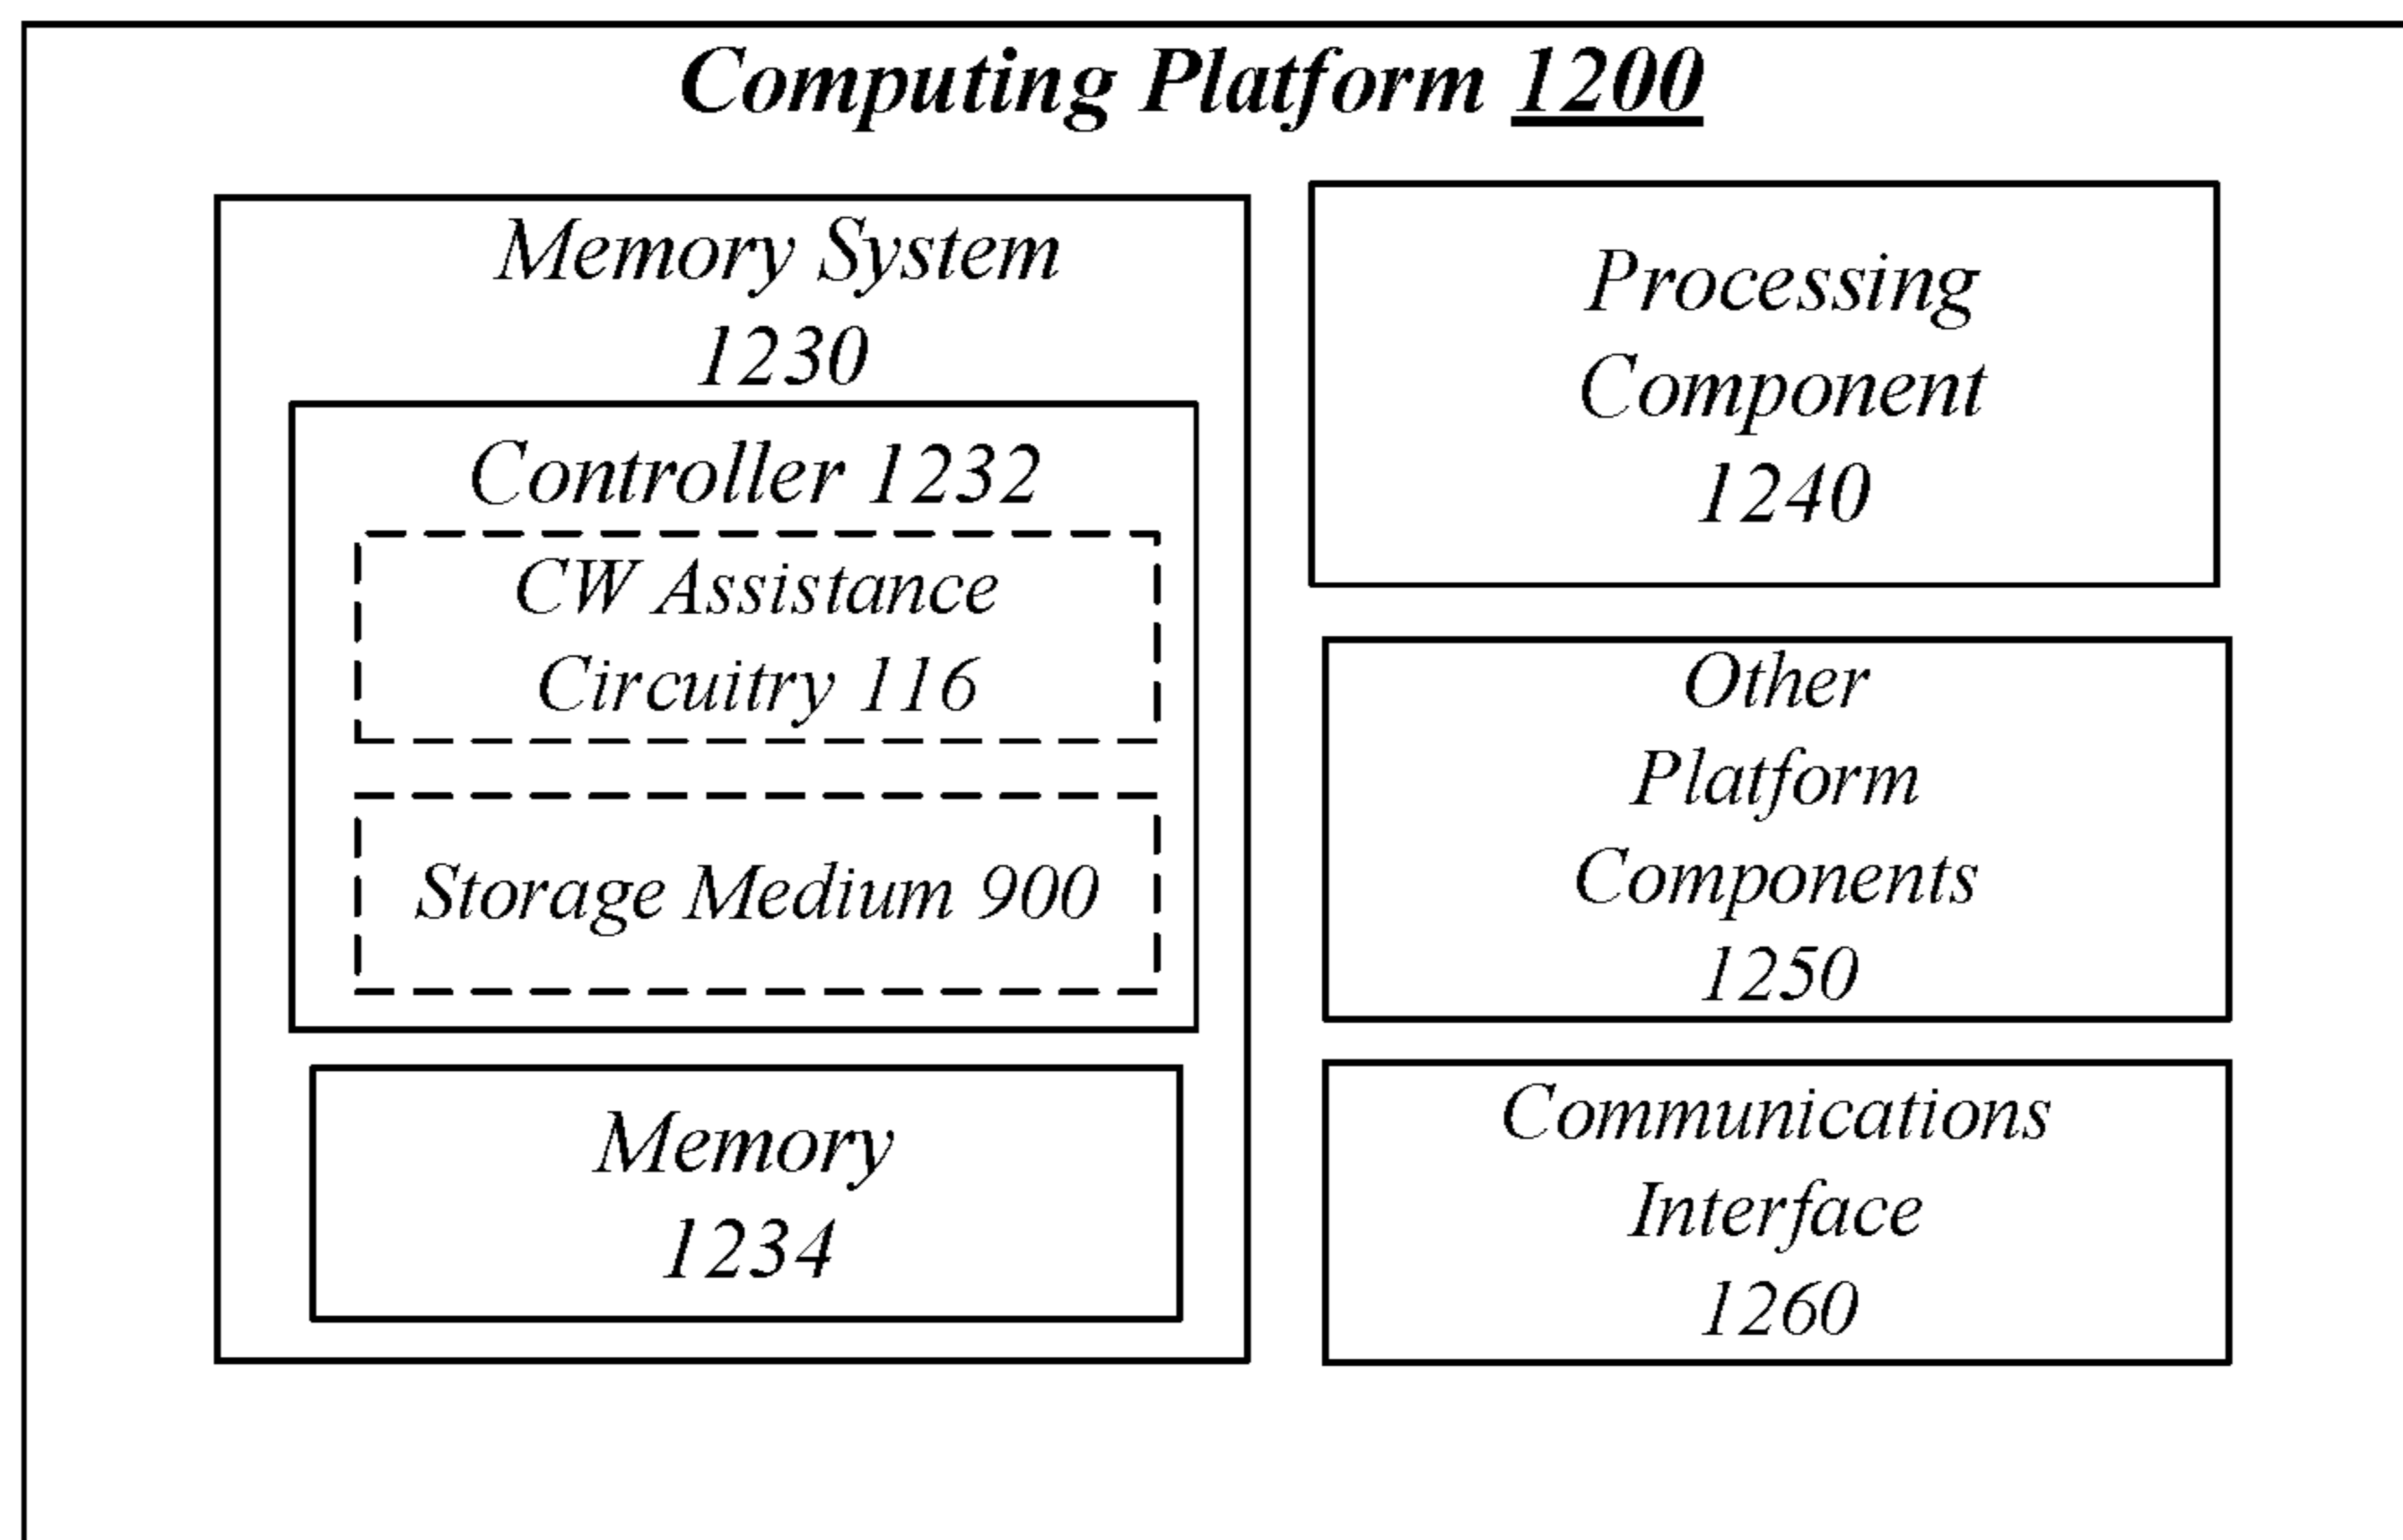 Computing Platform 1200
Memory System
1230
Controller 1232
CW Assistance
Circuitry 116
Storage Medium 900
Memory
1234
Processing
Component
1240
Other
Platform
Components
1250
Communications
Interface
1260